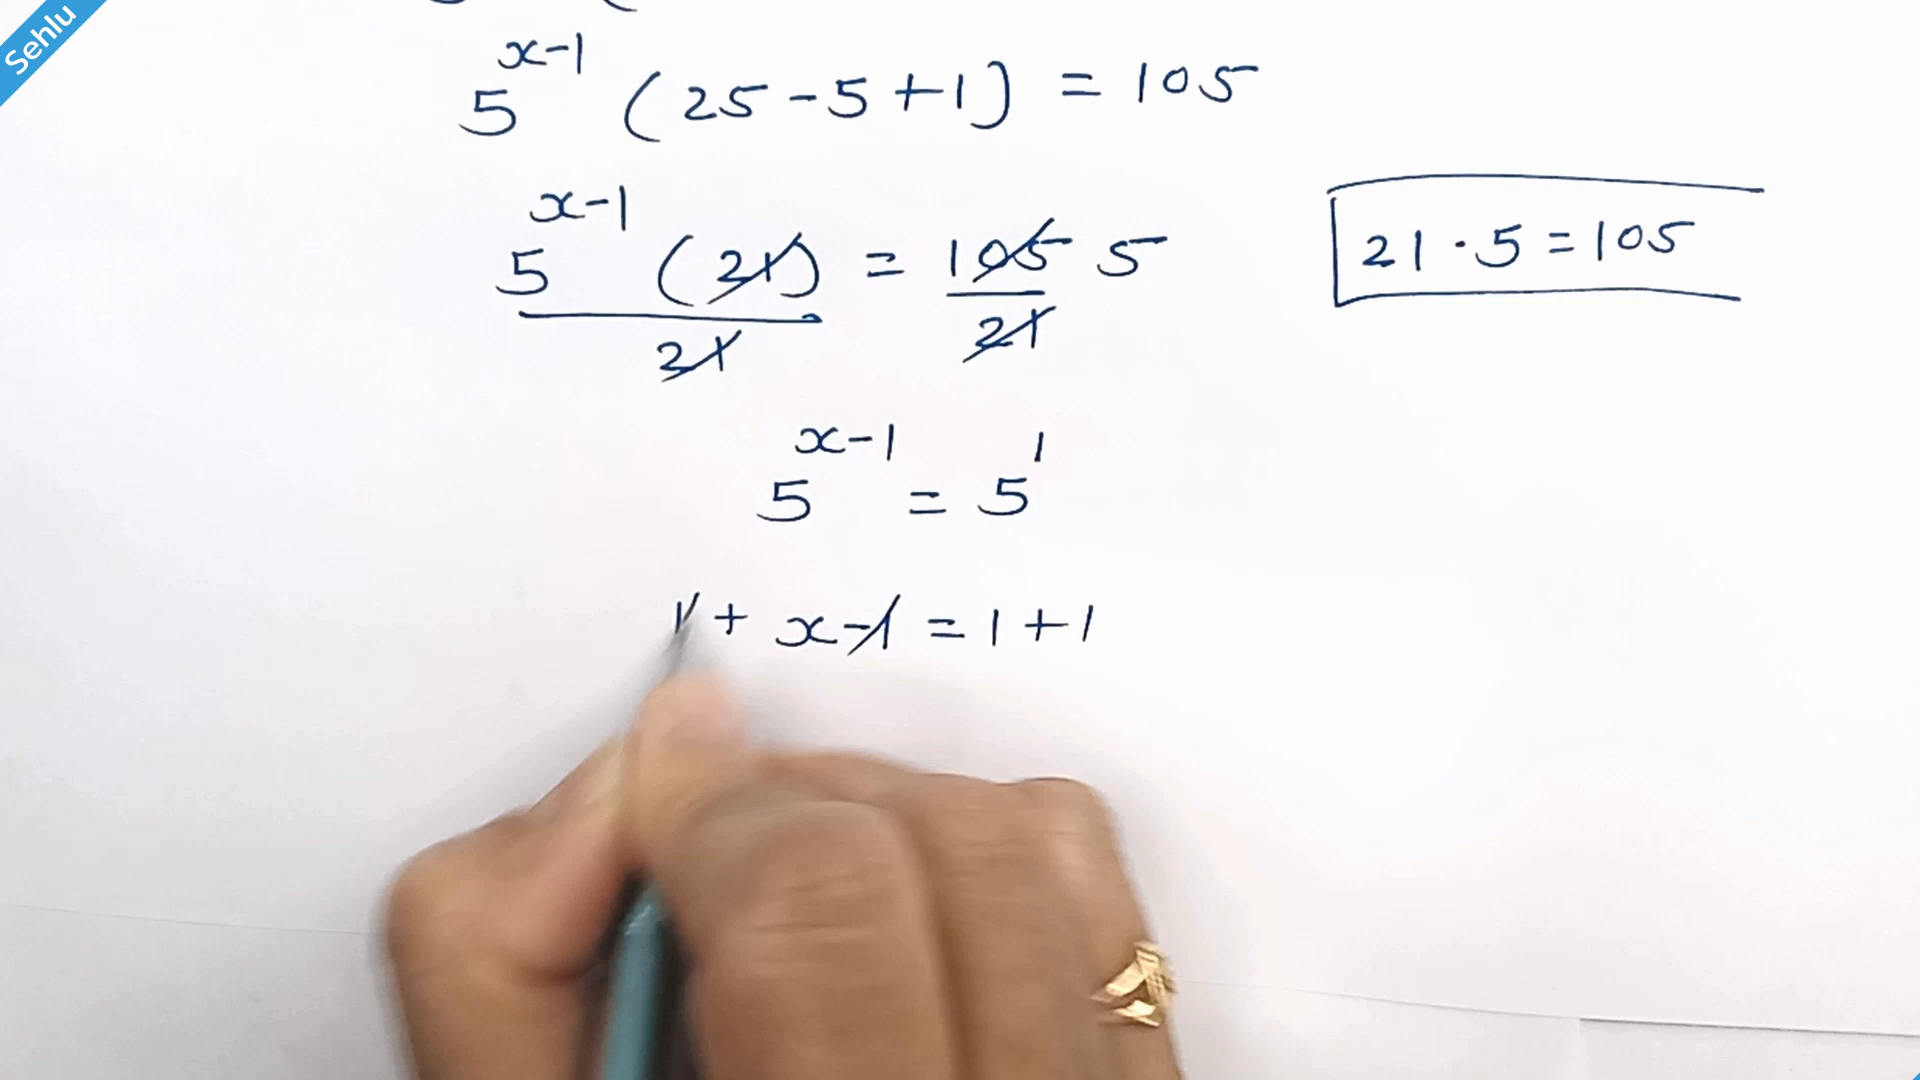 Sehlu
5^{x-1} (25-5+1) = 105
5^{x-1} (21) / 21 = 105 / 21 5
21 · 5 = 105
5^{x-1} = 5^1
1 + x - 1 = 1 + 1